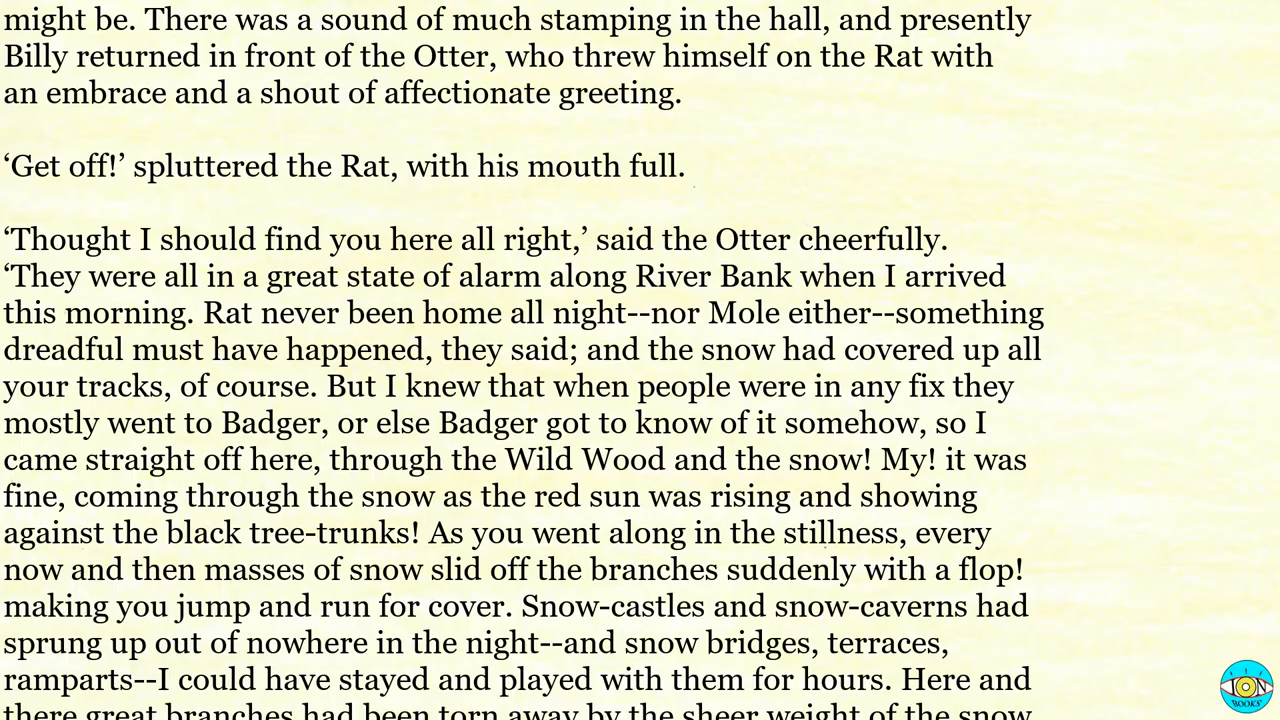 might be. There was a sound of much stamping in the hall, and presently
Billy returned in front of the Otter, who threw himself on the Rat with
an embrace and a shout of affectionate greeting.
‘Get off!’ spluttered the Rat, with his mouth full.
‘Thought I should find you here all right,’ said the Otter cheerfully.
‘They were all in a great state of alarm along River Bank when I arrived
this morning. Rat never been home all night--nor Mole either--something
dreadful must have happened, they said; and the snow had covered up all
your tracks, of course. But I knew that when people were in any fix they
mostly went to Badger, or else Badger got to know of it somehow, so I
came straight off here, through the Wild Wood and the snow! My! it was
fine, coming through the snow as the red sun was rising and showing
against the black tree-trunks! As you went along in the stillness, every
now and then masses of snow slid off the branches suddenly with a flop!
making you jump and run for cover. Snow-castles and snow-caverns had
sprung up out of nowhere in the night--and snow bridges, terraces,
ramparts--I could have stayed and played with them for hours. Here and
there great branches had been torn away by the sheer weight of the snow
ION
BOOKS